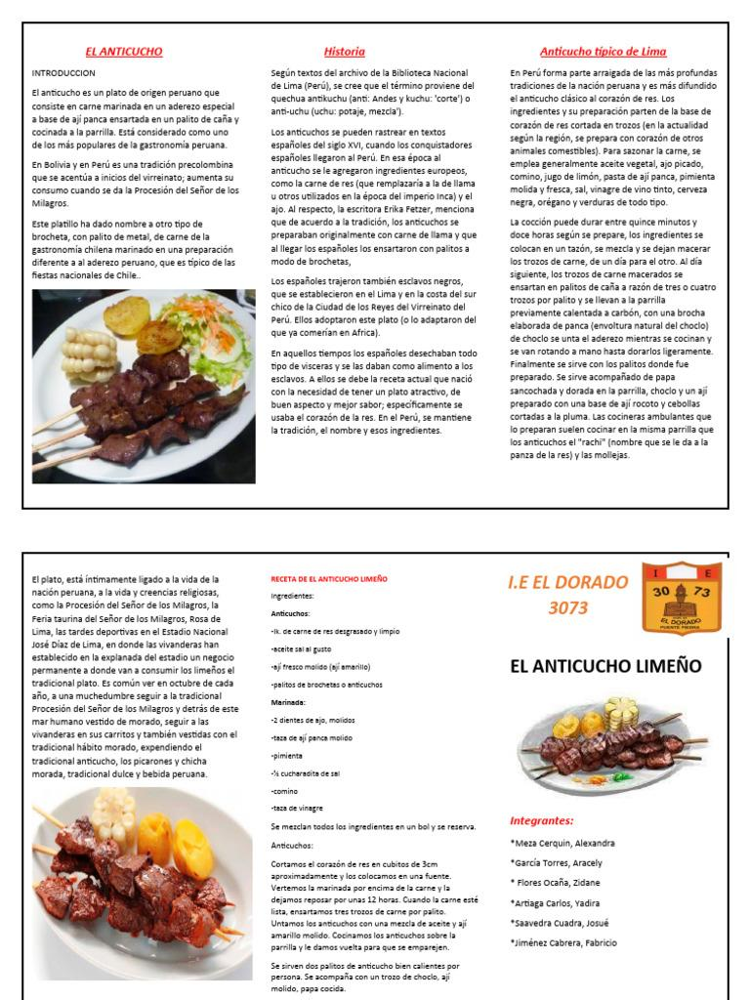 EL ANTICUCHO
INTRODUCCION
El anticucho es un plato de origen peruano que
consiste en carne marinada en un aderezo especial
a base de ají panca ensartada en un palito de caña y
cocinada a la parrilla. Está considerado como uno
de los más populares de la gastronomía peruana.
En Bolivia y en Perú es una tradición precolombina
que se acentúa a inicios del virreinato; aumenta su
consumo cuando se da la Procesión del Señor de los
Milagros.
Este platillo ha dado nombre a otro tipo de
brocheta, con palito de metal, de carne de la
gastronomía chilena marinado en una preparación
diferente a al aderezo peruano, que es típico de las
fiestas nacionales de Chile..
Historia
Según textos del archivo de la Biblioteca Nacional
de Lima (Perú), se cree que el término proviene del
quechua antikuchu (anti: Andes y kuchu: 'corte') o
anti-uchu (uchu: potaje, mezcla').
Los anticuchos se pueden rastrear en textos
españoles del siglo XVI, cuando los conquistadores
españoles llegaron al Perú. En esa época al
anticucho se le agregaron ingredientes europeos,
como la carne de res (que remplazaría a la de llama
u otros utilizados en la época del imperio Inca) y el
ajo. Al respecto, la escritora Erika Fetzer, menciona
que de acuerdo a la tradición, los anticuchos se
preparaban originalmente con carne de llama y que
al llegar los españoles los ensartaron con palitos a
modo de brochetas,
Los españoles trajeron también esclavos negros,
que se establecieron en el Lima y en la costa del sur
chico de la Ciudad de los Reyes del Virreinato del
Perú. Ellos adoptaron este plato (o lo adaptaron del
que ya comerían en Africa).
En aquellos tiempos los españoles desechaban todo
tipo de visceras y se las daban como alimento a los
esclavos. A ellos se debe la receta actual que nació
con la necesidad de tener un plato atractivo, de
buen aspecto y mejor sabor; específicamente se
usaba el corazón de la res. En el Perú, se mantiene
la tradición, el nombre y esos ingredientes.
Anticucho típico de Lima
En Perú forma parte arraigada de las más profundas
tradiciones de la nación peruana y es más difundido
el anticucho clásico al corazón de res. Los
ingredientes y su preparación parten de la base de
corazón de res cortada en trozos (en la actualidad
según la región, se prepara con corazón de otros
animales comestibles). Para sazonar la carne, se
emplea generalmente aceite vegetal, ajo picado,
comino, jugo de limón, pasta de ají panca, pimienta
molida y fresca, sal, vinagre de vino tinto, cerveza
negra, orégano y verduras de todo tipo.
La cocción puede durar entre quince minutos y
doce horas según se prepare, los ingredientes se
colocan en un tazón, se mezcla y se dejan macerar
los trozos de carne, de un día para el otro. Al día
siguiente, los trozos de carne macerados se
ensartan en palitos de caña a razón de tres o cuatro
trozos por palito y se llevan a la parrilla
previamente calentada a carbón, con una brocha
elaborada de panca (envoltura natural del choclo)
de choclo se unta el aderezo mientras se cocinan y
se van rotando a mano hasta dorarlos ligeramente.
Finalmente se sirve con los palitos donde fue
preparado. Se sirve acompañado de papa
sancochada y dorada en la parrilla, choclo y un ají
preparado con una base de ají rocoto y cebollas
cortadas a la pluma. Las cocineras ambulantes que
lo preparan suelen cocinar en la misma parrilla que
los anticuchos el "rachi" (nombre que se le da a la
panza de la res) y las mollejas.
El plato, está íntimamente ligado a la vida de la
nación peruana, a la vida y creencias religiosas,
como la Procesión del Señor de los Milagros, la
Feria taurina del Señor de los Milagros, Rosa de
Lima, las tardes deportivas en el Estadio Nacional
José Díaz de Lima, en donde las vivanderas han
establecido en la explanada del estadio un negocio
permanente a donde van a consumir los limeños el
tradicional plato. Es común ver en octubre de cada
año, a una muchedumbre seguir a la tradicional
Procesión del Señor de los Milagros y detrás de este
mar humano vestido de morado, seguir a las
vivanderas en sus carritos y también vestidas con el
tradicional hábito morado, expendiendo el
tradicional anticucho, los picarones y chicha
morada, tradicional dulce y bebida peruana.
RECETA DE EL ANTICUCHO LIMEÑO
Ingredientes:
Anticuchos:
-Ik. de carne de res desgrasado y limpio
-aceite sal al gusto
-ají fresco molido (ají amarillo)
-palitos de brochetas o anticuchos
Marinada:
-2 dientes de ajo, molidos
-taza de ají panca molido
-pimienta
-½ cucharadita de sal
-comino
-taza de vinagre
Se mezclan todos los ingredientes en un bol y se reserva.
Anticuchos:
Cortamos el corazón de res en cubitos de 3cm
aproximadamente y los colocamos en una fuente.
Vertemos la marinada por encima de la carne y la
dejamos reposar por unas 12 horas. Cuando la carne esté
lista, ensartamos tres trozos de carne por palito.
Untamos los anticuchos con una mezcla de aceite y ají
amarillo molido. Cocinamos los anticuchos sobre la
parrilla y le damos vuelta para que se emparejen.
Se sirven dos palitos de anticucho bien calientes por
persona. Se acompaña con un trozo de choclo, ají
molido, papa cocida.
I.E EL DORADO
3073
I E
30 73
EL DORADO
PUENTE PIEDRA
EL ANTICUCHO LIMEÑO
Integrantes:
*Meza Cerquin, Alexandra
*García Torres, Aracely
* Flores Ocaña, Zidane
*Artiaga Carlos, Yadira
*Saavedra Cuadra, Josué
*Jiménez Cabrera, Fabricio